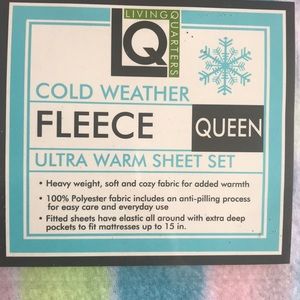 LIVING
QUARTERS
LQ
COLD WEATHER
FLEECE
QUEEN
ULTRA WARM SHEET SET
• Heavy weight, soft and cozy fabric for added warmth
• 100% Polyester fabric includes an anti-pilling process
for easy care and everyday use
• Fitted sheets have elastic all around with extra deep
pockets to fit mattresses up to 15 in.